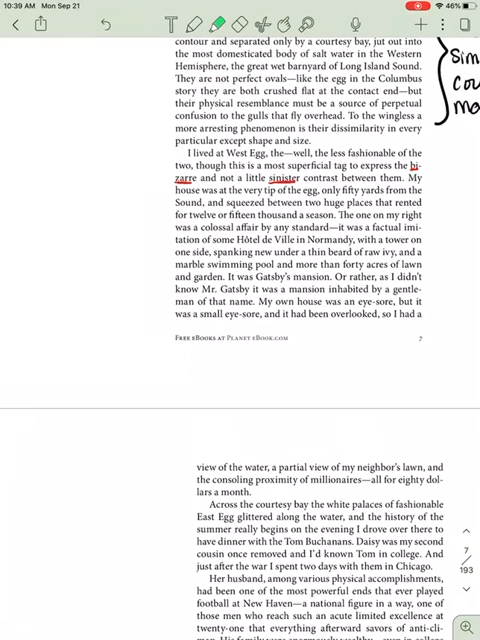 10:39 AM Mon Sep 21
46%
contour and separated only by a courtesy bay, jut out into
the most domesticated body of salt water in the Western
Hemisphere, the great wet barnyard of Long Island Sound.
They are not perfect ovals—like the egg in the Columbus
story they are both crushed flat at the contact end—but
their physical resemblance must be a source of perpetual
confusion to the gulls that fly overhead. To the wingless
a more arresting phenomenon is their dissimilarity in every
particular except shape and size.
I lived at West Egg, the—well, the less fashionable of the
two, though this is a most superficial tag to express the bi-
zarre and not a little sinister contrast between them. My
house was at the very tip of the egg, only fifty yards from the
Sound, and squeezed between two huge places that rented
for twelve or fifteen thousand a season. The one on my right
was a colossal affair by any standard—it was a factual imi-
tation of some Hôtel de Ville in Normandy, with a tower on
one side, spanking new under a thin beard of raw ivy, and a
marble swimming pool and more than forty acres of lawn
and garden. It was Gatsby's mansion. Or rather, as I didn't
know Mr. Gatsby it was a mansion inhabited by a gentle-
man of that name. My own house was an eye-sore, but it
was a small eye-sore, and it had been overlooked, so I had a
Free eBooks at Planet eBook.com 7
view of the water, a partial view of my neighbor's lawn, and
the consoling proximity of millionaires—all for eighty dol-
lars a month.
Across the courtesy bay the white palaces of fashionable
East Egg glittered along the water, and the history of the
summer really begins on the evening I drove over there to
have dinner with the Tom Buchanans. Daisy was my second
cousin once removed and I'd known Tom in college. And
just after the war I spent two days with them in Chicago.
Her husband, among various physical accomplishments,
had been one of the most powerful ends that ever played
football at New Haven—a national figure in a way, one of
those men who reach such an acute limited excellence at
twenty-one that everything afterward savors of anti-cli-
Sim
cou
mo
7
193